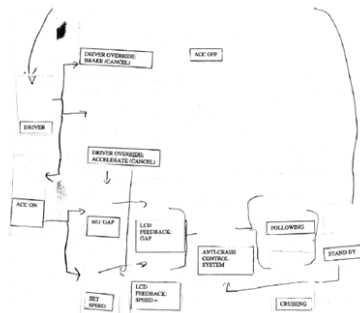 DRIVER OVERRIDE:
BRAKE (CANCEL)
ACC OFF
DRIVER
DRIVER OVERRIDE:
ACCELERATE (CANCEL)
ACC ON
SET GAP
LCD
FEEDBACK:
GAP
FOLLOWING
ANTI-CRASH
CONTROL
SYSTEM
STAND BY
SET
SPEED
LCD
FEEDBACK:
SPEED =
CRUISING